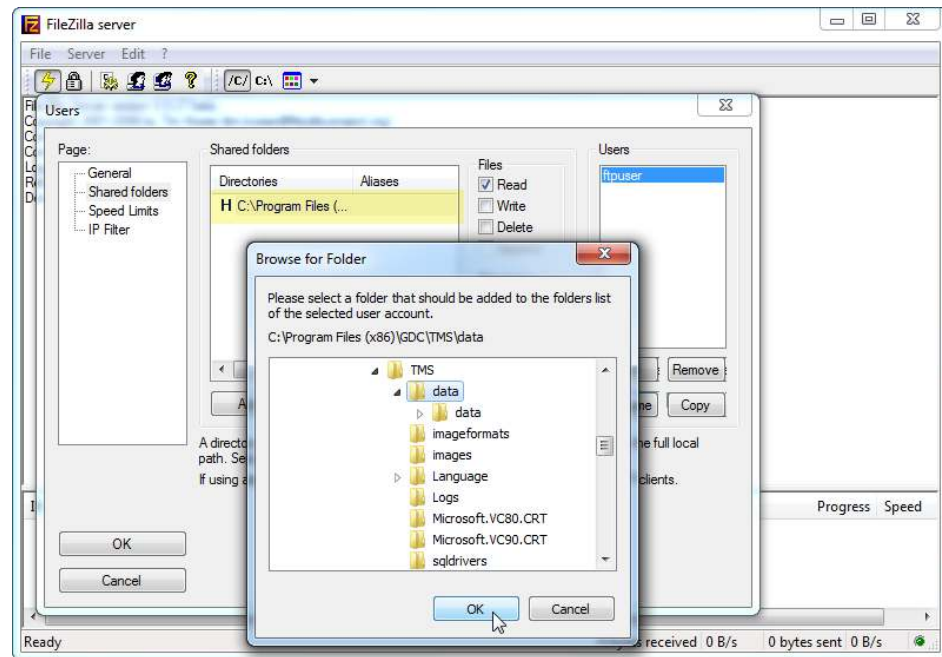 FileZilla server
File Server Edit ?
/C/ C:\
Users
Page:
General
Shared folders
Speed Limits
IP Filter
Shared folders
Directories Aliases
H C:\Program Files (...
Files
Read
Write
Delete
Users
ftpuser
Remove
Copy
A directo
path. Se
If using a
e full local
clients.
OK
Cancel
Browse for Folder
Please select a folder that should be added to the folders list
of the selected user account.
C:\Program Files (x86)\GDC\TMS\data
TMS
data
data
imageformats
images
Language
Logs
Microsoft.VC80.CRT
Microsoft.VC90.CRT
sqldrivers
OK Cancel
Progress Speed
Ready
s received 0 B/s 0 bytes sent 0 B/s